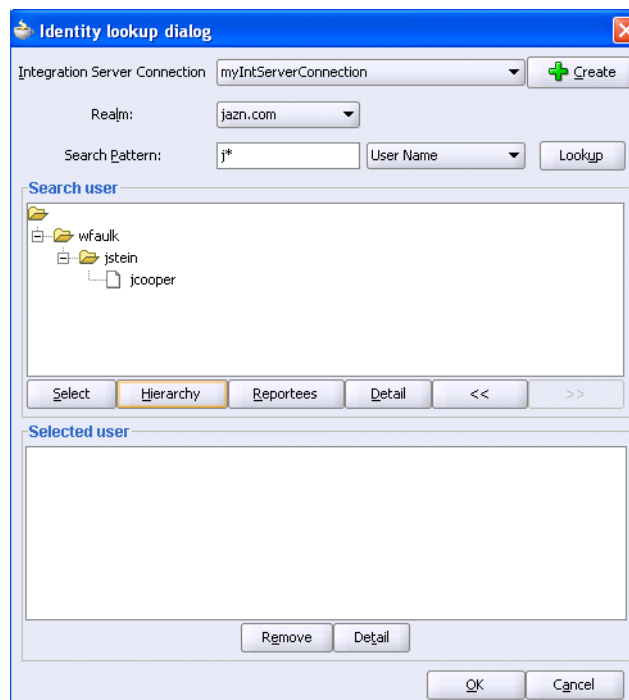 Identity lookup dialog
Integration Server Connection myIntServerConnection Create
Realm: jazn.com
Search Pattern: j* User Name Lookup
Search user
wfaulk
jstein
jcooper
Select Hierarchy Reportees Detail << >>
Selected user
Remove Detail
OK Cancel